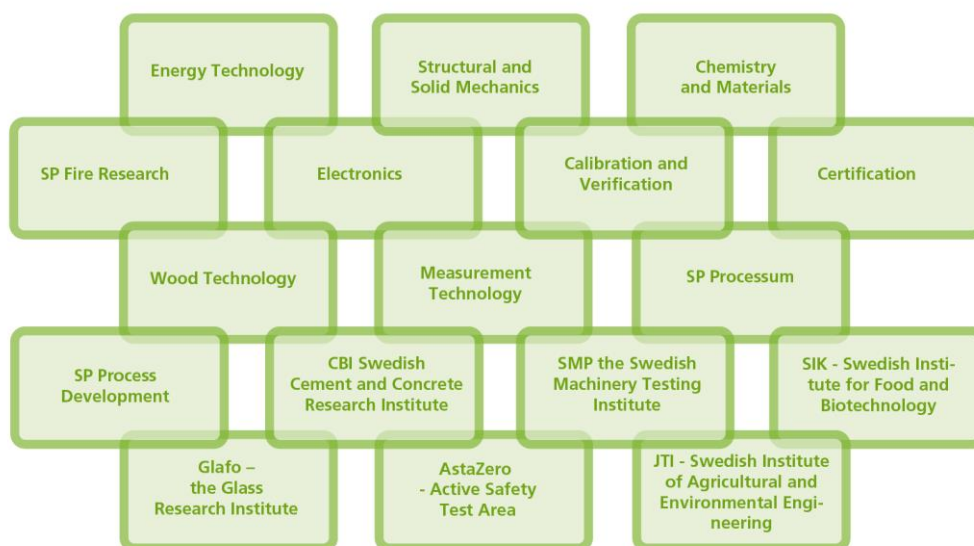 Energy Technology
Structural and
Solid Mechanics
Chemistry
and Materials
SP Fire Research
Electronics
Calibration and
Verification
Certification
Wood Technology
Measurement
Technology
SP Processum
SP Process
Development
CBI Swedish
Cement and Concrete
Research Institute
SMP the Swedish
Machinery Testing
Institute
SIK - Swedish Insti-
tute for Food and
Biotechnology
Glafo –
the Glass
Research Institute
AstaZero
- Active Safety
Test Area
JTI - Swedish Institute
of Agricultural and
Environmental Engi-
neering